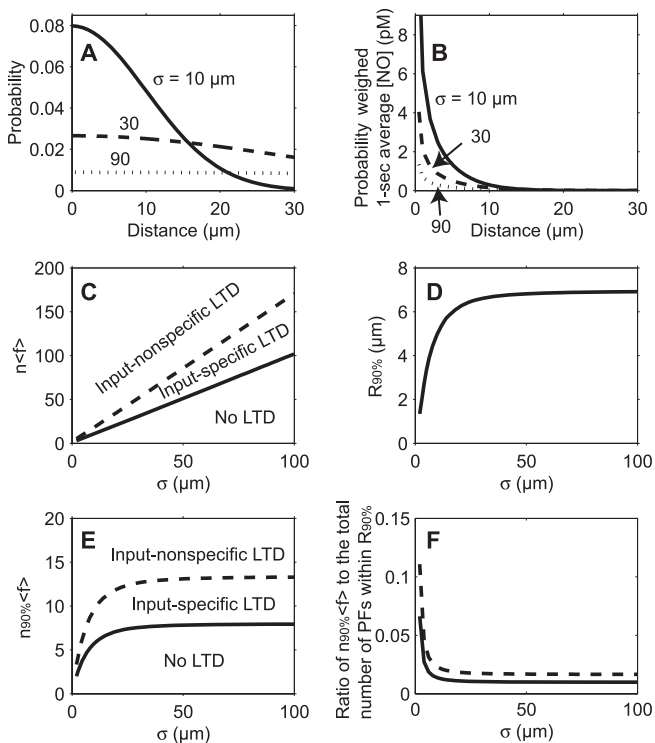 A
Probability
0.08
0.06
0.04
0.02
0
σ = 10 µm
30
90
0 10 20 30
Distance (µm)
B
Probability weighed
1-sec average [NO] (pM)
8
6
4
2
0
σ = 10 µm
30
90
0 10 20 30
Distance (µm)
C
n<f>
200
150
100
50
0
Input-nonspecific LTD
Input-specific LTD
No LTD
0 50 100
σ (µm)
D
R90% (µm)
8
6
4
2
0
0 50 100
σ (µm)
E
n90%<f>
20
15
10
5
0
Input-nonspecific LTD
Input-specific LTD
No LTD
0 50 100
σ (µm)
F
Ratio of n90%<f> to the total
number of PFs within R90%
0.15
0.1
0.05
0
0 50 100
σ (µm)